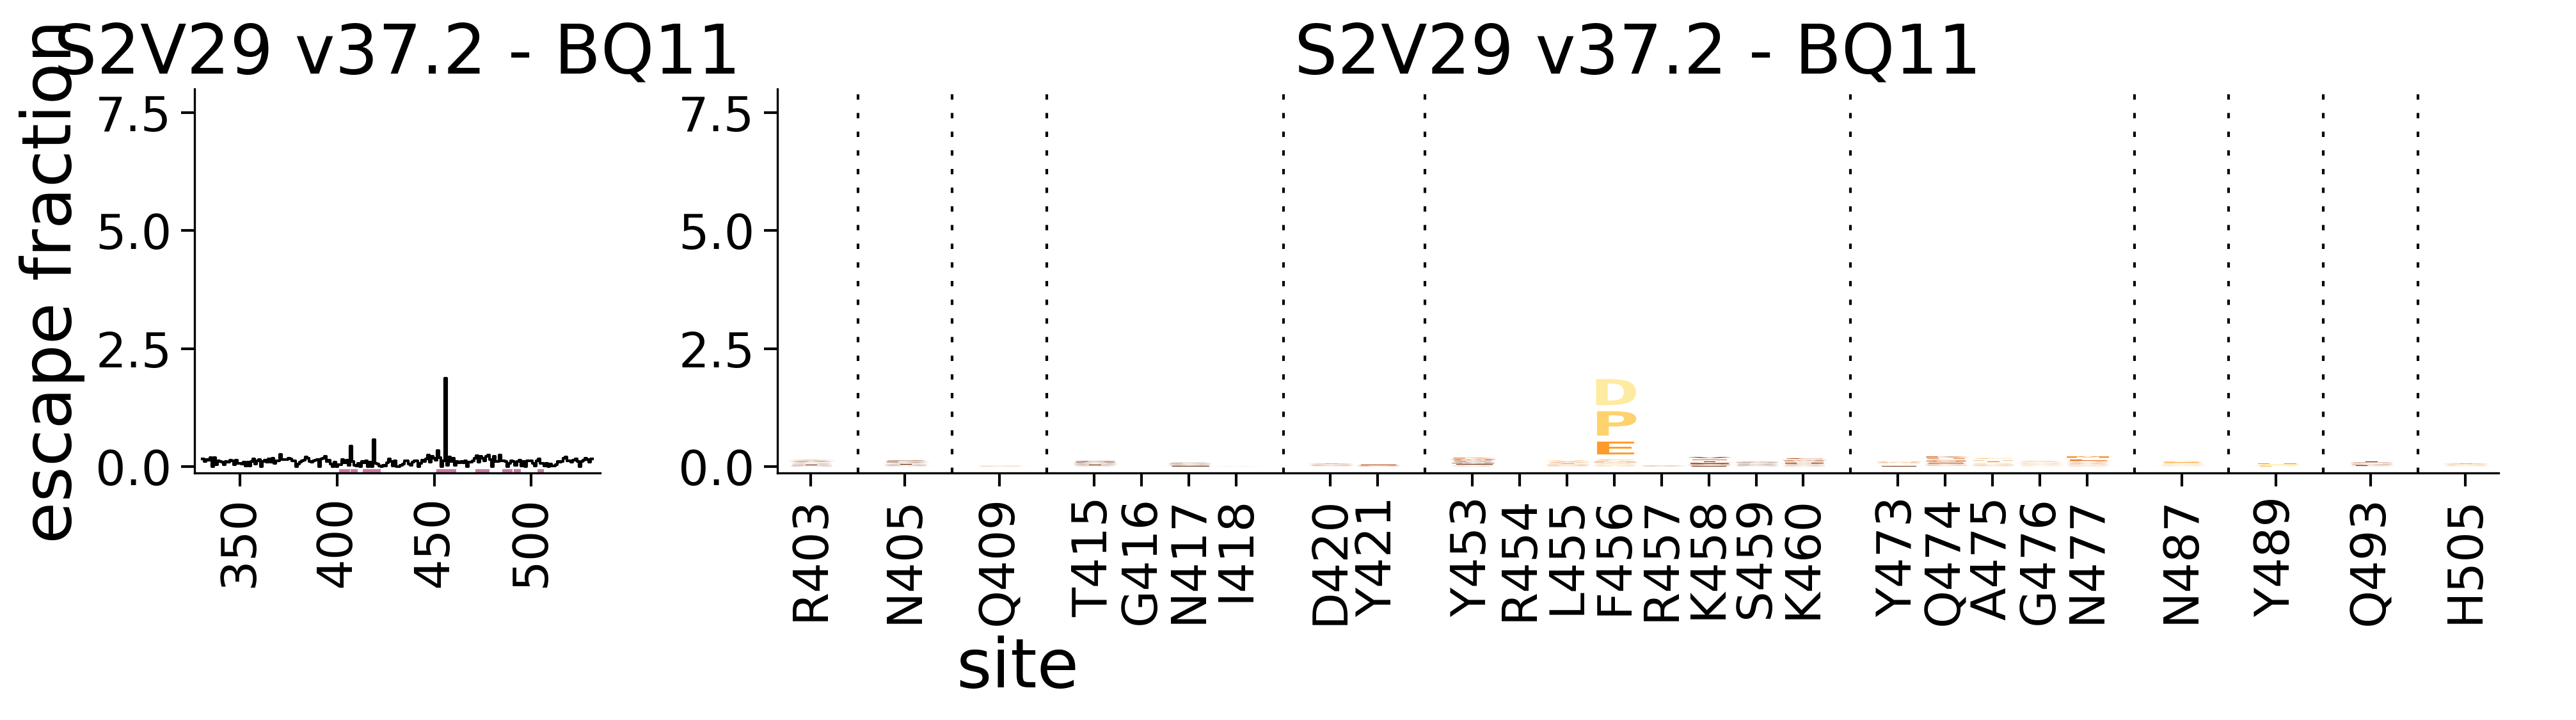 S2V29 v37.2 - BQ11
S2V29 v37.2 - BQ11
escape fraction
7.5
5.0
2.5
0.0
350
400
450
500
7.5
5.0
2.5
0.0
D
P
E
R403
N405
Q409
T415
G416
N417
I418
D420
Y421
Y453
R454
L455
F456
R457
K458
S459
K460
Y473
Q474
A475
G476
N477
N487
Y489
Q493
H505
site